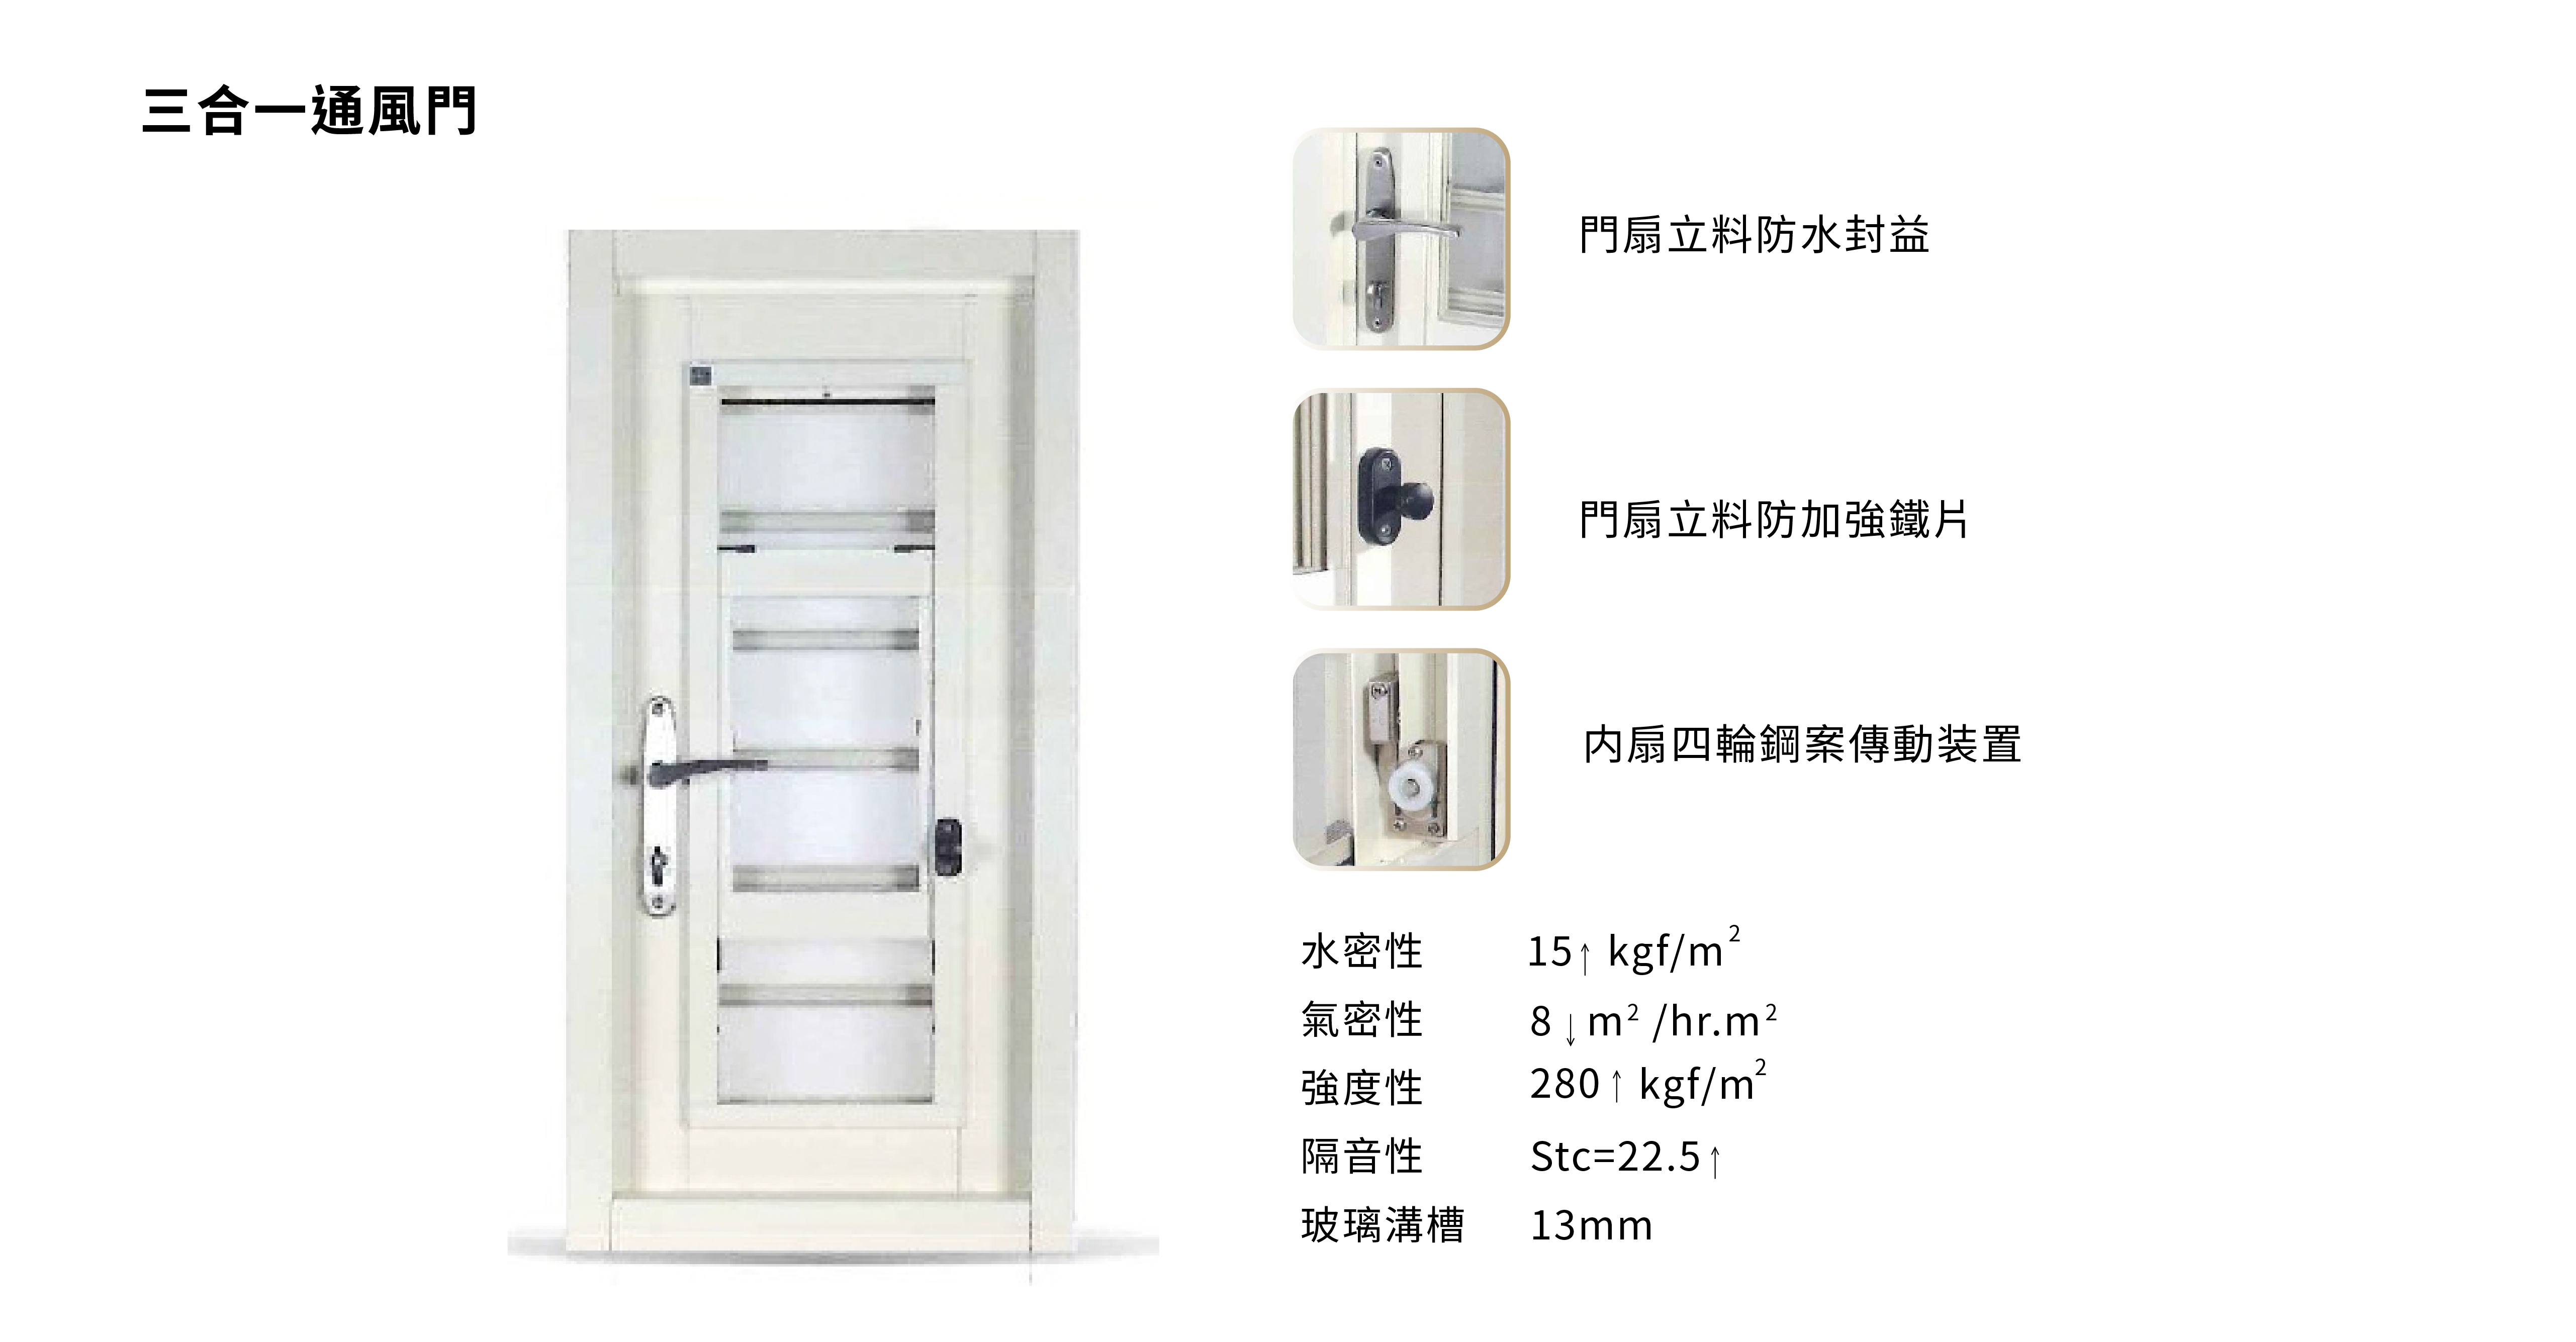 三合一通風門
門扇立料防水封益
門扇立料防加強鐵片
内扇四輪鋼案傳動装置
水密性 15↑ kgf/m²
氣密性 8↓m² /hr.m²
強度性 280↑ kgf/m²
隔音性 Stc=22.5↑
玻璃溝槽 13mm